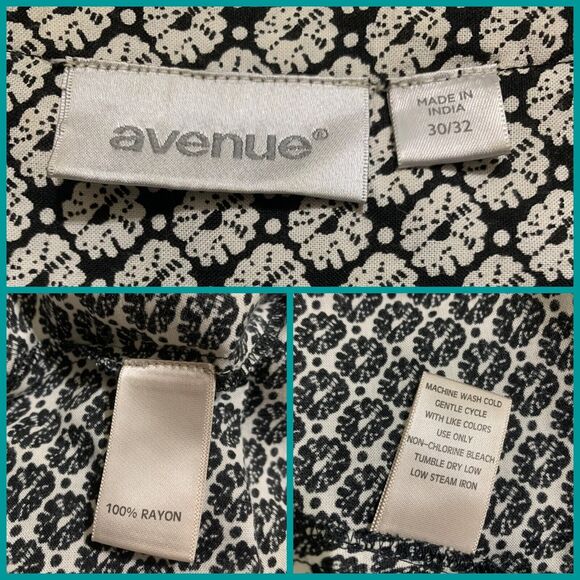 avenue®
MADE IN
INDIA
30/32
100% RAYON
MACHINE WASH COLD
GENTLE CYCLE
WITH LIKE COLORS
USE ONLY
NON-CHLORINE BLEACH
TUMBLE DRY LOW
LOW STEAM IRON